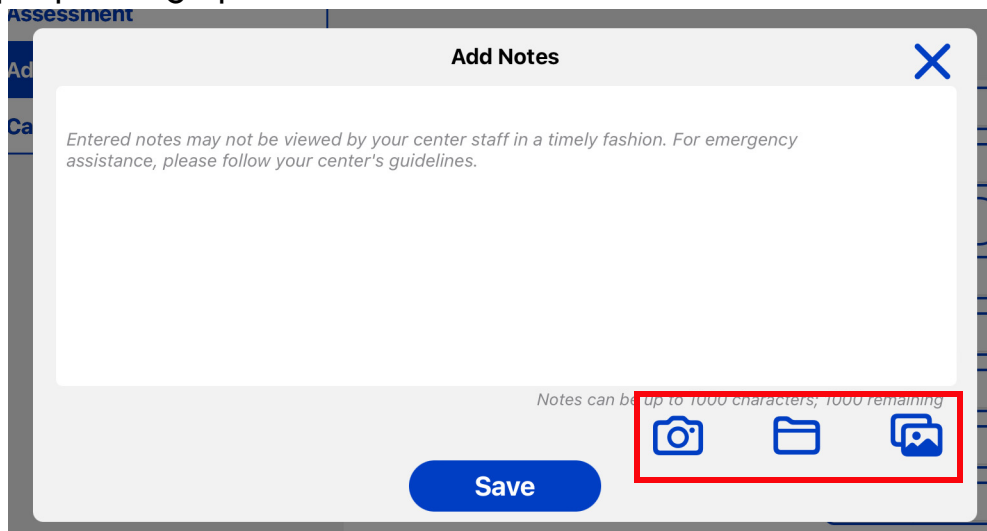 Assessment
Add Notes
Ad
Ca
Entered notes may not be viewed by your center staff in a timely fashion. For emergency
assistance, please follow your center's guidelines.
Notes can be up to 1000 characters; 1000 remaining
Save